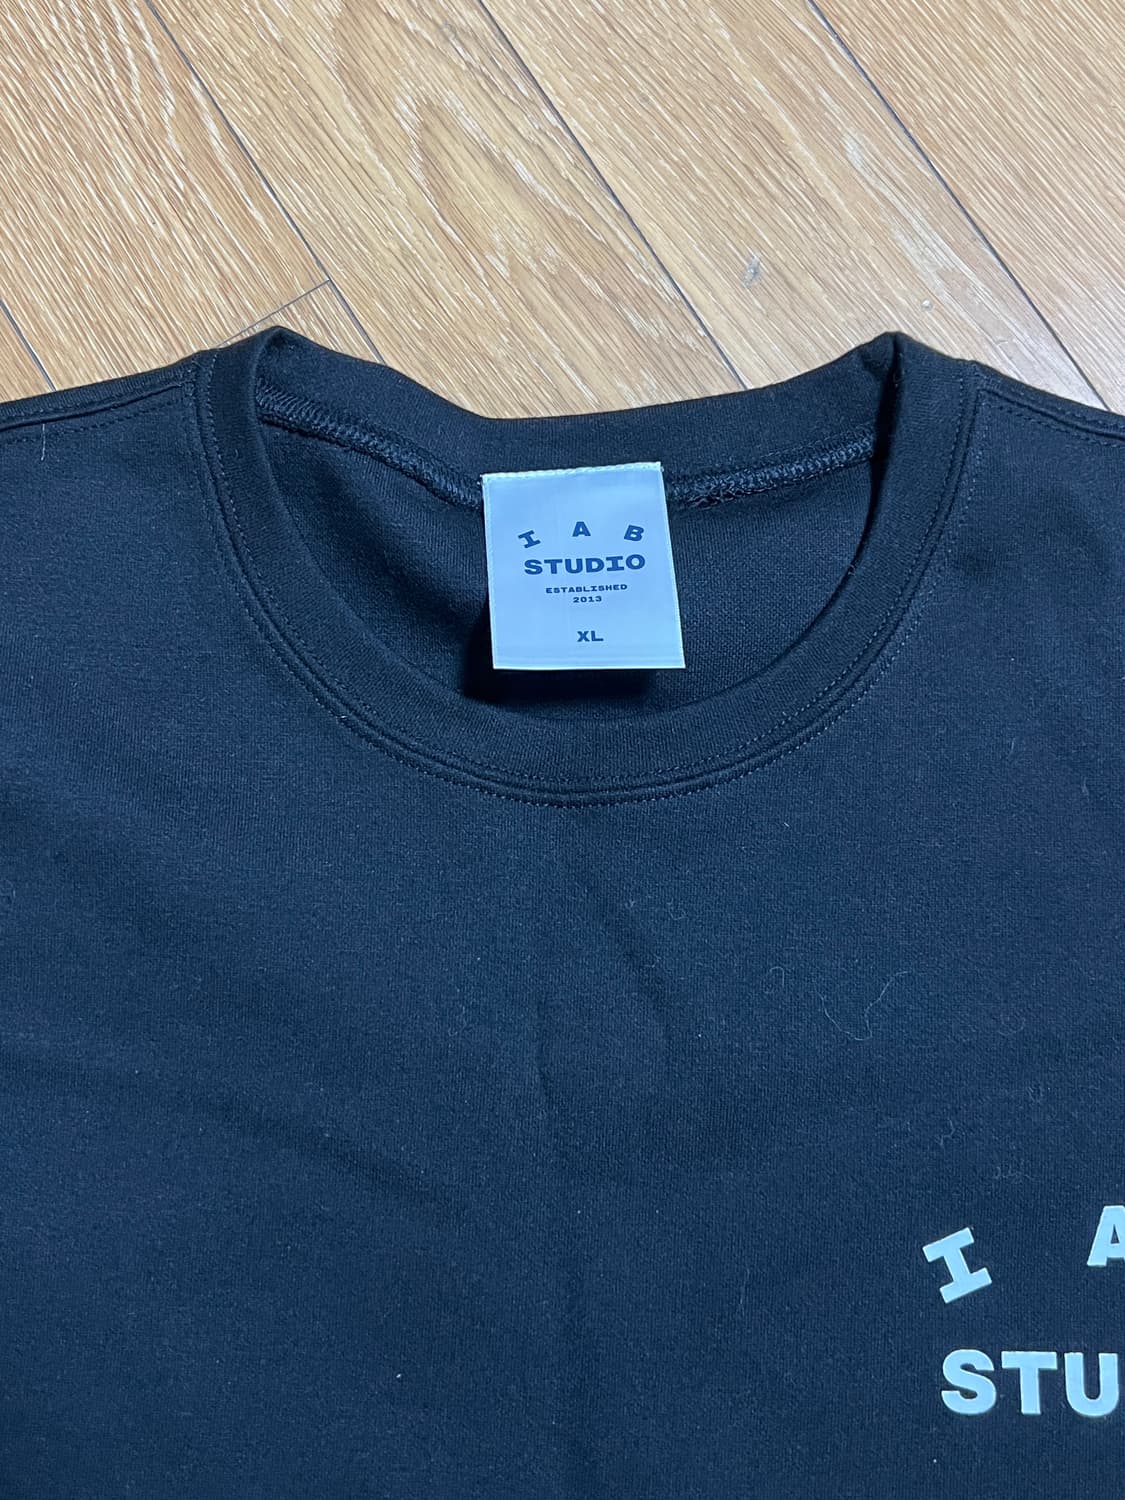 I A B
STUDIO
ESTABLISHED
2013
XL
I A
STU